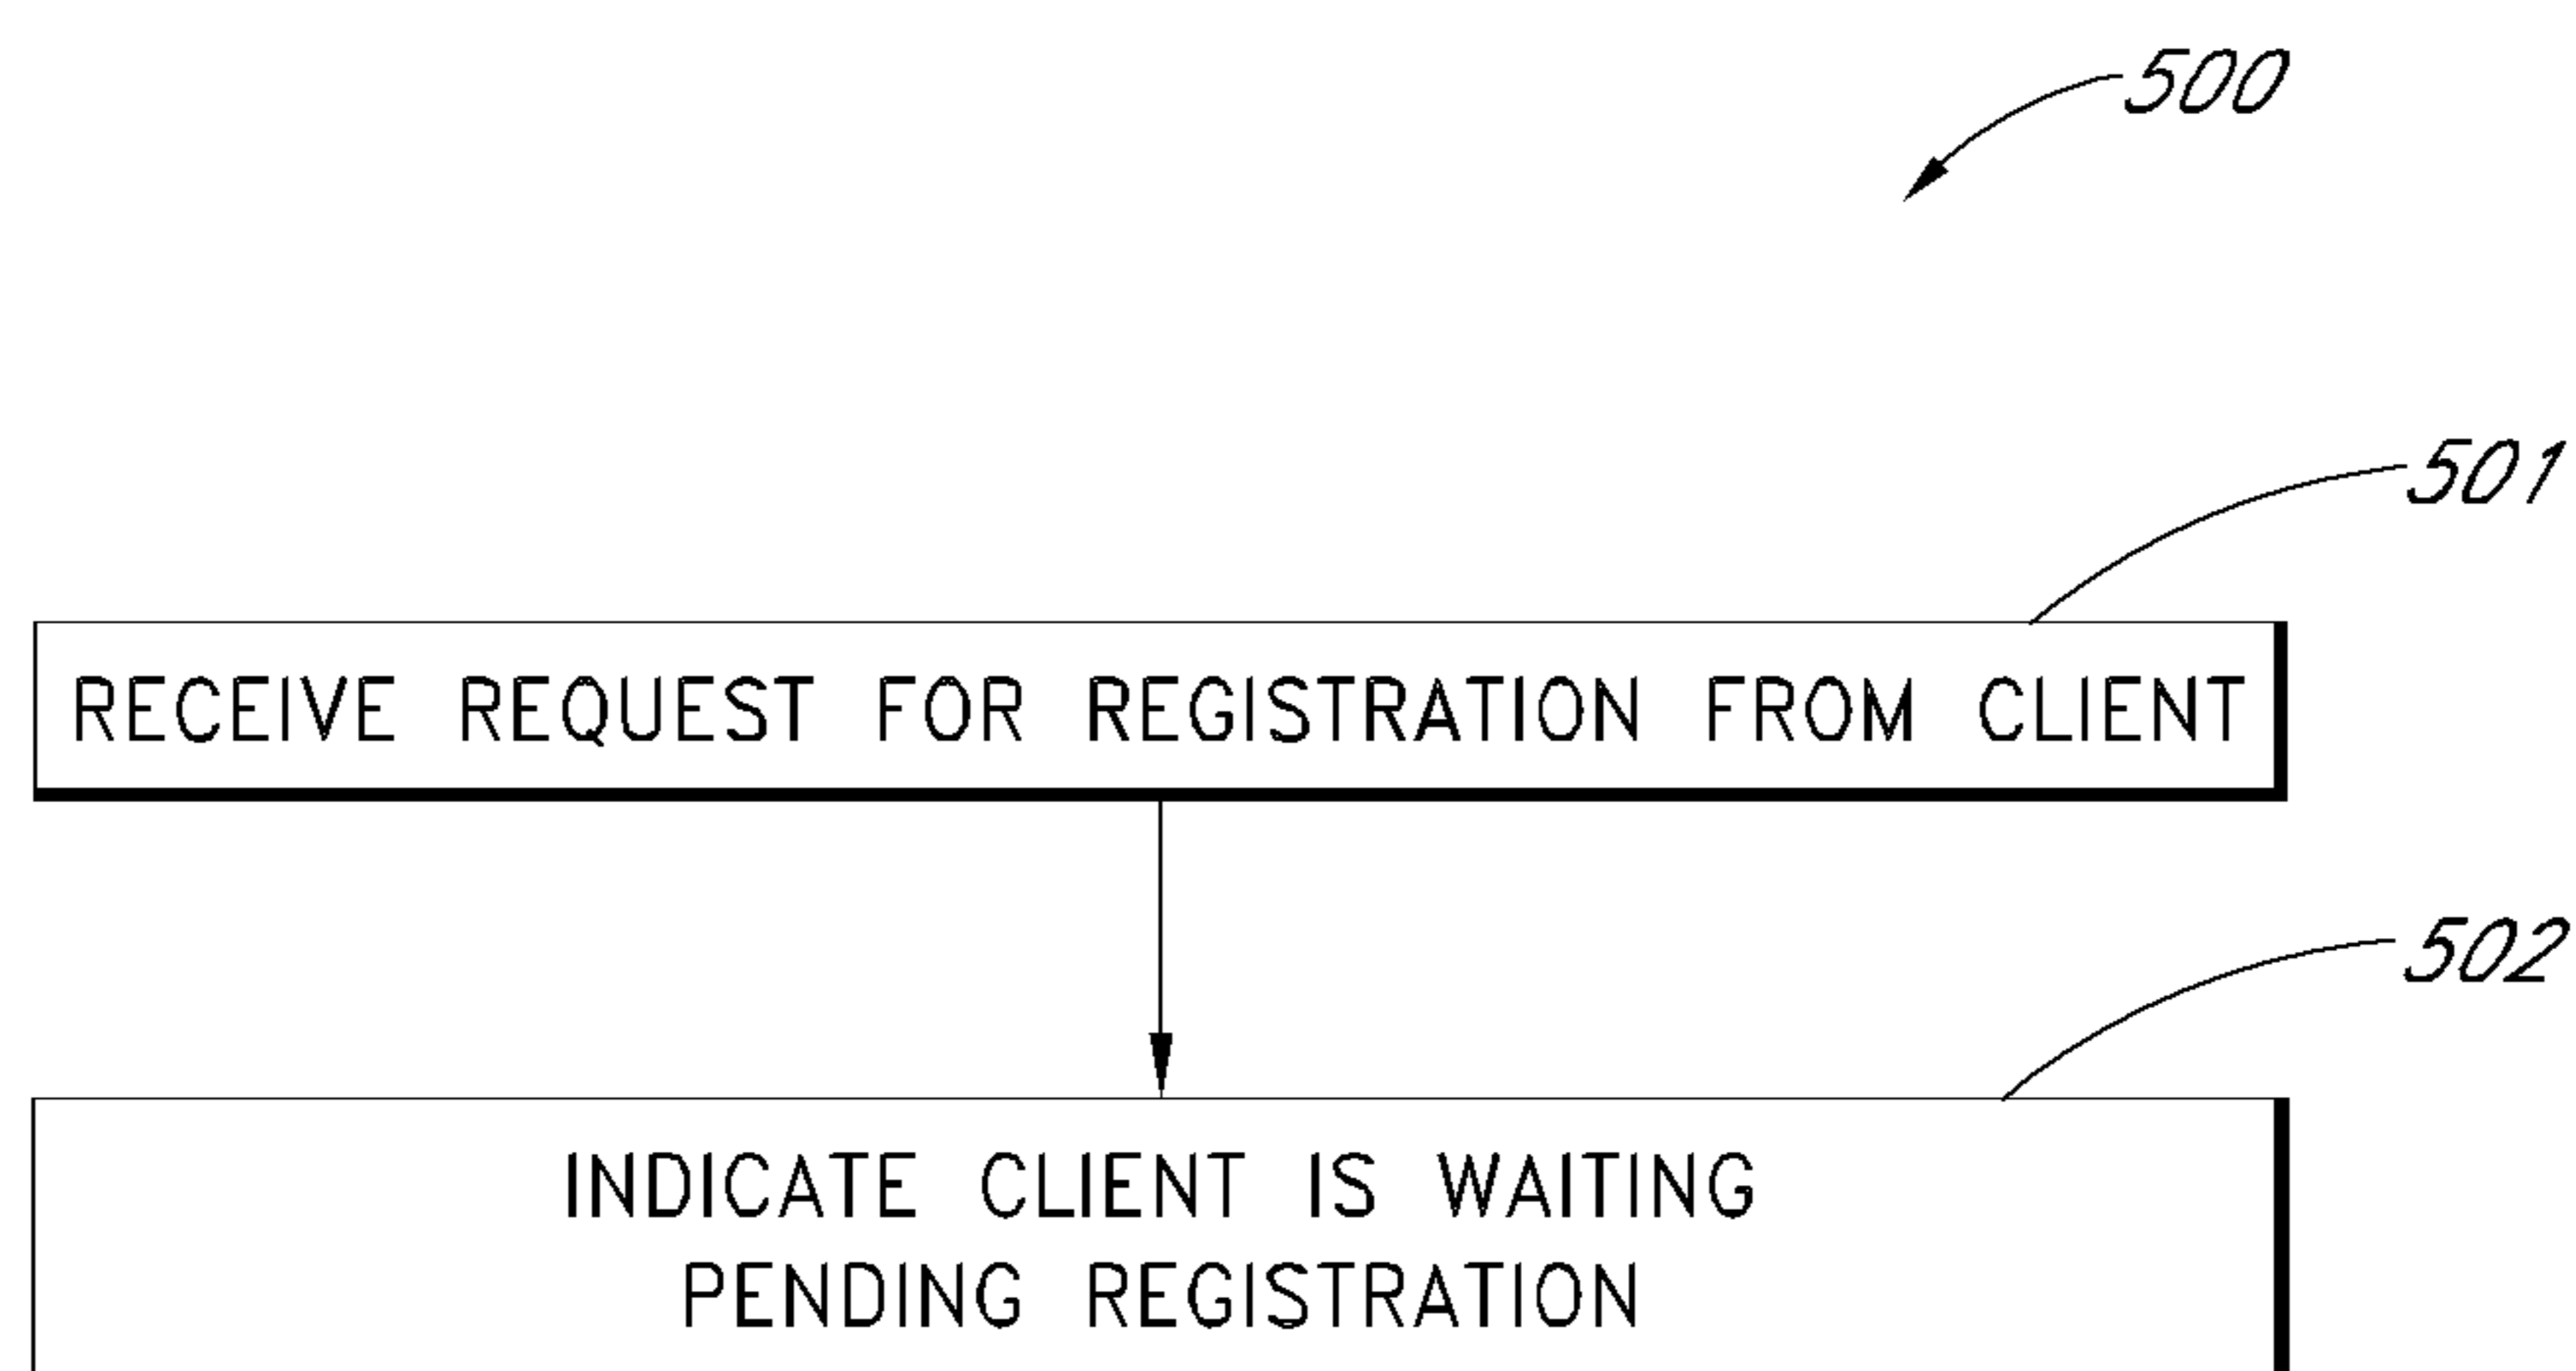 500
501
RECEIVE REQUEST FOR REGISTRATION FROM CLIENT
502
INDICATE CLIENT IS WAITING
PENDING REGISTRATION